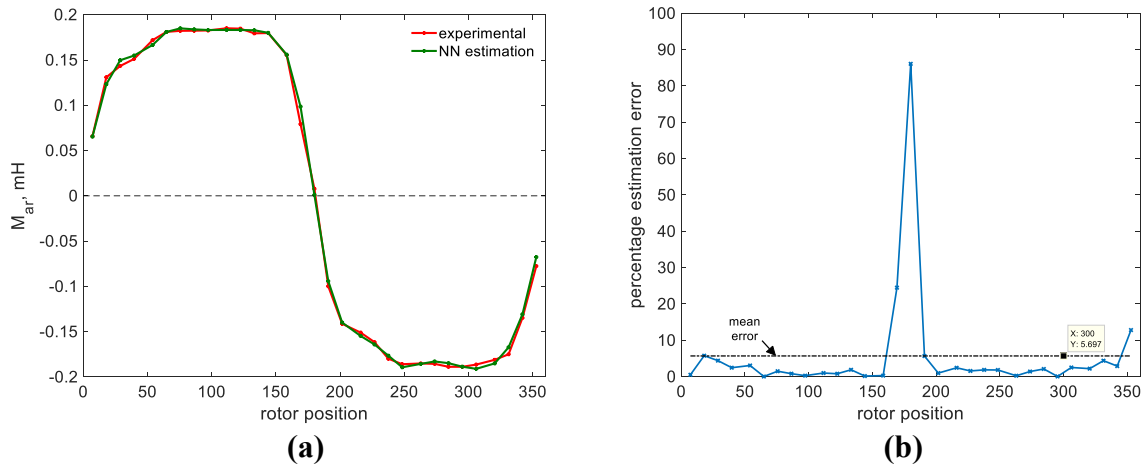 0.2
0.15
0.1
0.05
0
-0.05
-0.1
-0.15
-0.2
M_ar, mH
experimental
NN estimation
0 50 100 150 200 250 300 350
rotor position
(a)
100
90
80
70
60
50
40
30
20
10
0
percentage estimation error
mean
error
X: 300
Y: 5.697
0 50 100 150 200 250 300 350
rotor position
(b)